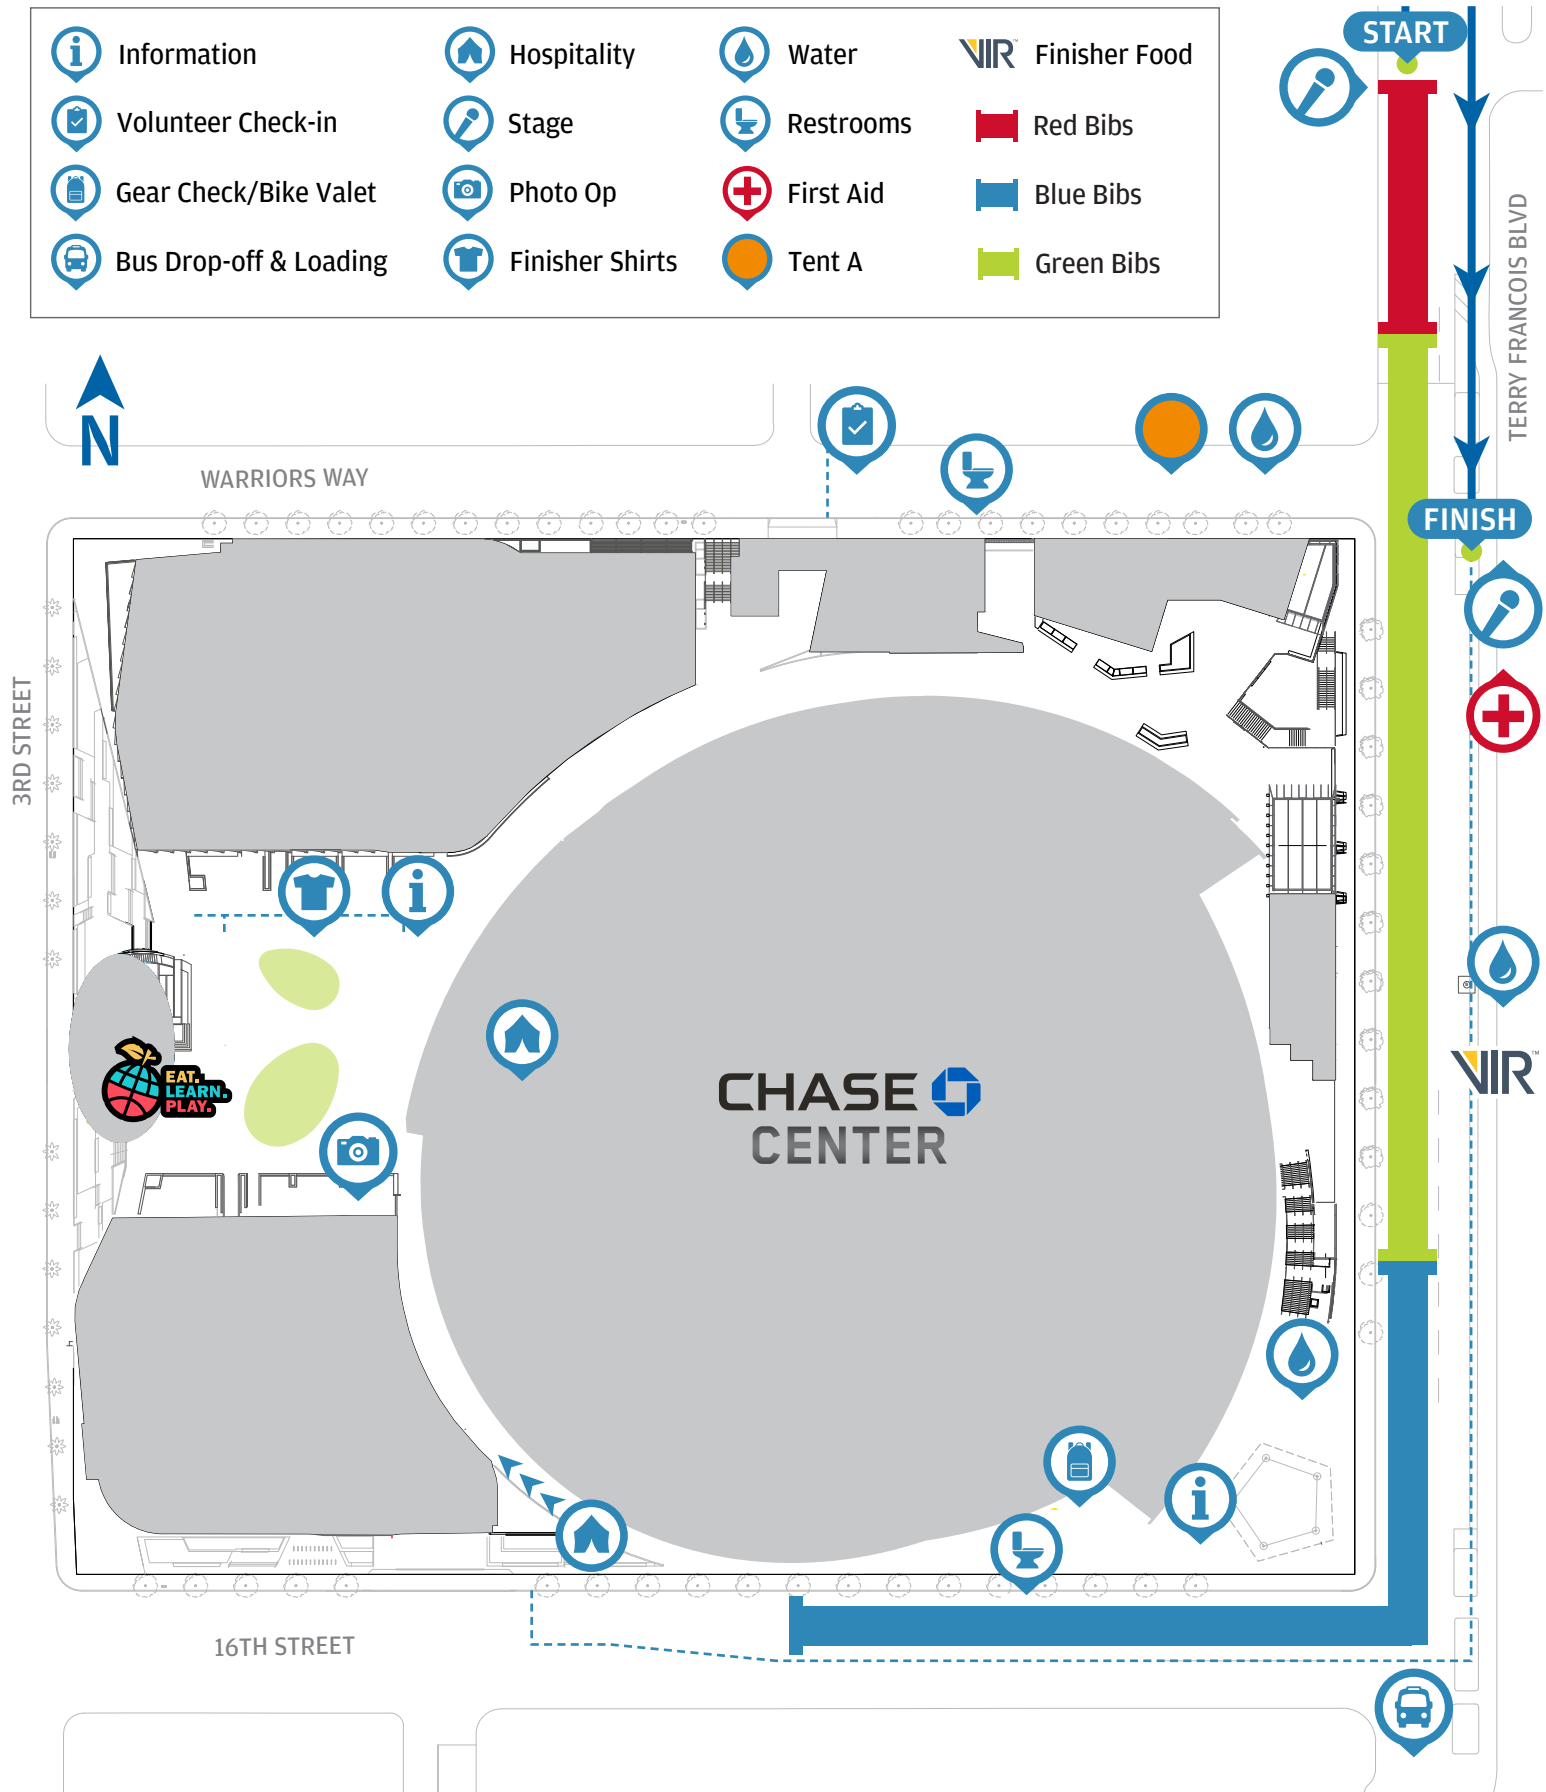 Information
Hospitality
Water
VIR™
Finisher Food
Volunteer Check-in
Stage
Restrooms
Red Bibs
Gear Check/Bike Valet
Photo Op
First Aid
Blue Bibs
Bus Drop-off & Loading
Finisher Shirts
Tent A
Green Bibs
START
TERRY FRANCOIS BLVD
N
WARRIORS WAY
FINISH
3RD STREET
EAT.
LEARN.
PLAY.
CHASE
CENTER
VIR™
16TH STREET